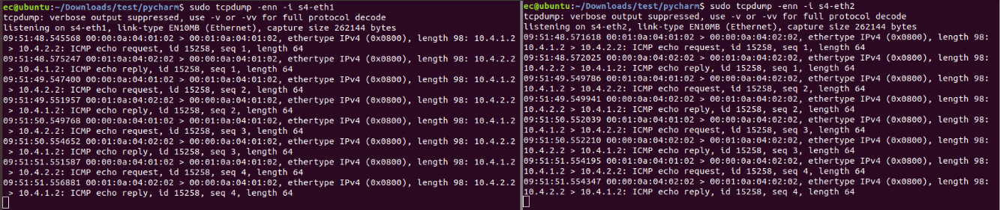 ec@ubuntu:~/Downloads/test/pycharm$ sudo tcpdump -enn -i s4-eth1
tcpdump: verbose output suppressed, use -v or -vv for full protocol decode
listening on s4-eth1, link-type EN10MB (Ethernet), capture size 262144 bytes
09:51:48.545568 00:00:0a:04:01:02 > 00:01:0a:04:01:02, ethertype IPv4 (0x0800), length 98: 10.4.1.2
 > 10.4.2.2: ICMP echo request, id 15258, seq 1, length 64
09:51:48.575247 00:01:0a:04:02:02 > 00:00:0a:04:01:02, ethertype IPv4 (0x0800), length 98: 10.4.2.2
 > 10.4.1.2: ICMP echo reply, id 15258, seq 1, length 64
09:51:49.547400 00:00:0a:04:01:02 > 00:01:0a:04:01:02, ethertype IPv4 (0x0800), length 98: 10.4.1.2
 > 10.4.2.2: ICMP echo request, id 15258, seq 2, length 64
09:51:49.551957 00:01:0a:04:02:02 > 00:00:0a:04:01:02, ethertype IPv4 (0x0800), length 98: 10.4.2.2
 > 10.4.1.2: ICMP echo reply, id 15258, seq 2, length 64
09:51:50.549768 00:00:0a:04:01:02 > 00:01:0a:04:01:02, ethertype IPv4 (0x0800), length 98: 10.4.1.2
 > 10.4.2.2: ICMP echo request, id 15258, seq 3, length 64
09:51:50.554652 00:01:0a:04:02:02 > 00:00:0a:04:01:02, ethertype IPv4 (0x0800), length 98: 10.4.2.2
 > 10.4.1.2: ICMP echo reply, id 15258, seq 3, length 64
09:51:51.551587 00:00:0a:04:01:02 > 00:01:0a:04:01:02, ethertype IPv4 (0x0800), length 98: 10.4.1.2
 > 10.4.2.2: ICMP echo request, id 15258, seq 4, length 64
09:51:51.556881 00:01:0a:04:02:02 > 00:00:0a:04:01:02, ethertype IPv4 (0x0800), length 98: 10.4.2.2
 > 10.4.1.2: ICMP echo reply, id 15258, seq 4, length 64
ec@ubuntu:~/Downloads/test/pycharm$ sudo tcpdump -enn -i s4-eth2
tcpdump: verbose output suppressed, use -v or -vv for full protocol decode
listening on s4-eth2, link-type EN10MB (Ethernet), capture size 262144 bytes
09:51:48.571618 00:01:0a:04:01:02 > 00:00:0a:04:02:02, ethertype IPv4 (0x0800), length 98:
10.4.1.2 > 10.4.2.2: ICMP echo request, id 15258, seq 1, length 64
09:51:48.572025 00:00:0a:04:02:02 > 00:01:0a:04:02:02, ethertype IPv4 (0x0800), length 98:
10.4.2.2 > 10.4.1.2: ICMP echo reply, id 15258, seq 1, length 64
09:51:49.549786 00:01:0a:04:01:02 > 00:00:0a:04:02:02, ethertype IPv4 (0x0800), length 98:
10.4.1.2 > 10.4.2.2: ICMP echo request, id 15258, seq 2, length 64
09:51:49.549941 00:00:0a:04:02:02 > 00:01:0a:04:02:02, ethertype IPv4 (0x0800), length 98:
10.4.2.2 > 10.4.1.2: ICMP echo reply, id 15258, seq 2, length 64
09:51:50.552039 00:01:0a:04:01:02 > 00:00:0a:04:02:02, ethertype IPv4 (0x0800), length 98:
10.4.1.2 > 10.4.2.2: ICMP echo request, id 15258, seq 3, length 64
09:51:50.552210 00:00:0a:04:02:02 > 00:01:0a:04:02:02, ethertype IPv4 (0x0800), length 98:
10.4.2.2 > 10.4.1.2: ICMP echo reply, id 15258, seq 3, length 64
09:51:51.554195 00:01:0a:04:01:02 > 00:00:0a:04:02:02, ethertype IPv4 (0x0800), length 98:
10.4.1.2 > 10.4.2.2: ICMP echo request, id 15258, seq 4, length 64
09:51:51.554347 00:00:0a:04:02:02 > 00:01:0a:04:02:02, ethertype IPv4 (0x0800), length 98:
10.4.2.2 > 10.4.1.2: ICMP echo reply, id 15258, seq 4, length 64